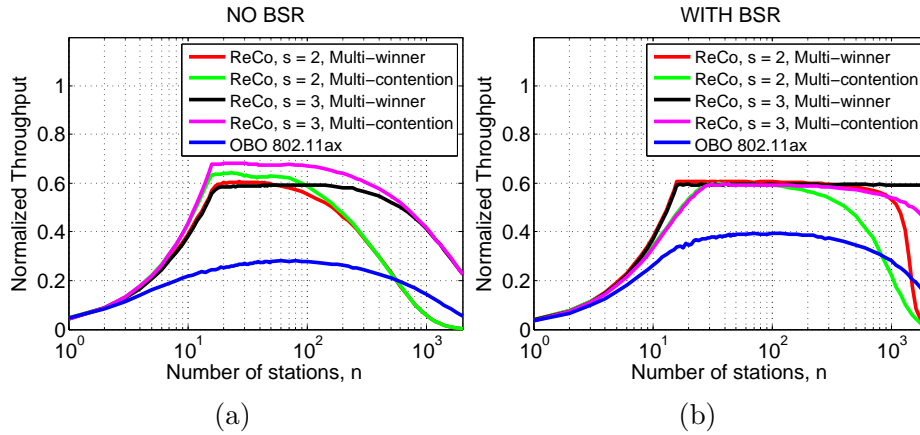 NO BSR
Normalized Throughput
1
0.8
0.6
0.4
0.2
0
ReCo, s = 2, Multi−winner
ReCo, s = 2, Multi−contention
ReCo, s = 3, Multi−winner
ReCo, s = 3, Multi−contention
OBO 802.11ax
10^0
10^1
10^2
10^3
Number of stations, n
(a)
WITH BSR
Normalized Throughput
1
0.8
0.6
0.4
0.2
0
ReCo, s = 2, Multi−winner
ReCo, s = 2, Multi−contention
ReCo, s = 3, Multi−winner
ReCo, s = 3, Multi−contention
OBO 802.11ax
10^0
10^1
10^2
10^3
Number of stations, n
(b)